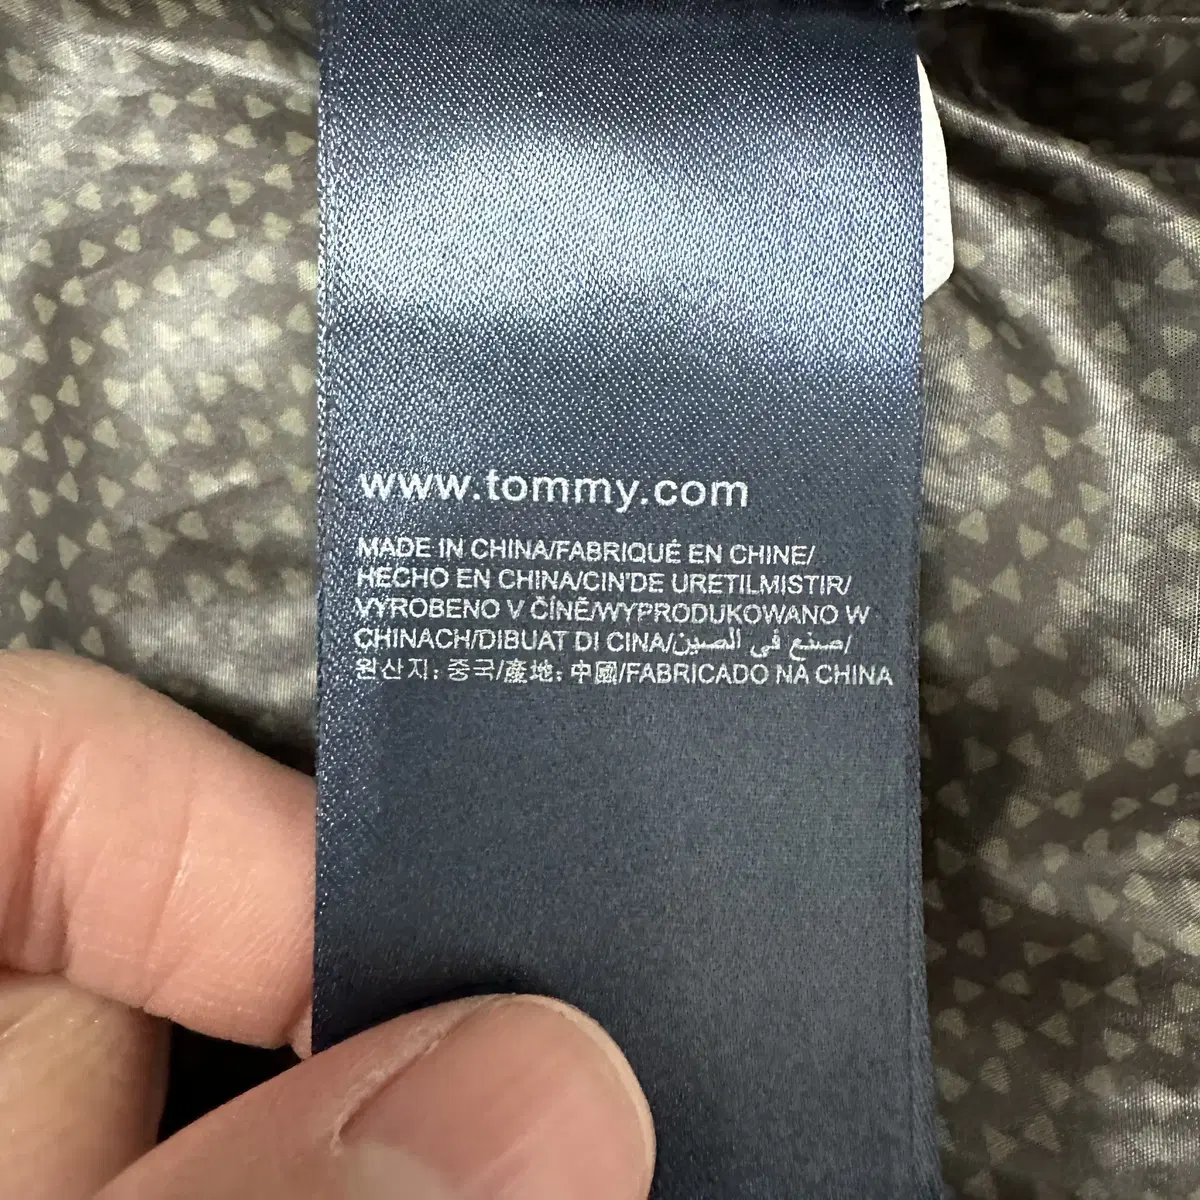 www.tommy.com
MADE IN CHINA/FABRIQUÉ EN CHINE/
HECHO EN CHINA/CIN'DE URETILMISTIR/
VYROBENO V ČÍNĚ/WYPRODUKOWANO W
CHINACH/DIBUAT DI CINA/صنع في الصين/
원산지: 중국/產地: 中國/FABRICADO NA CHINA